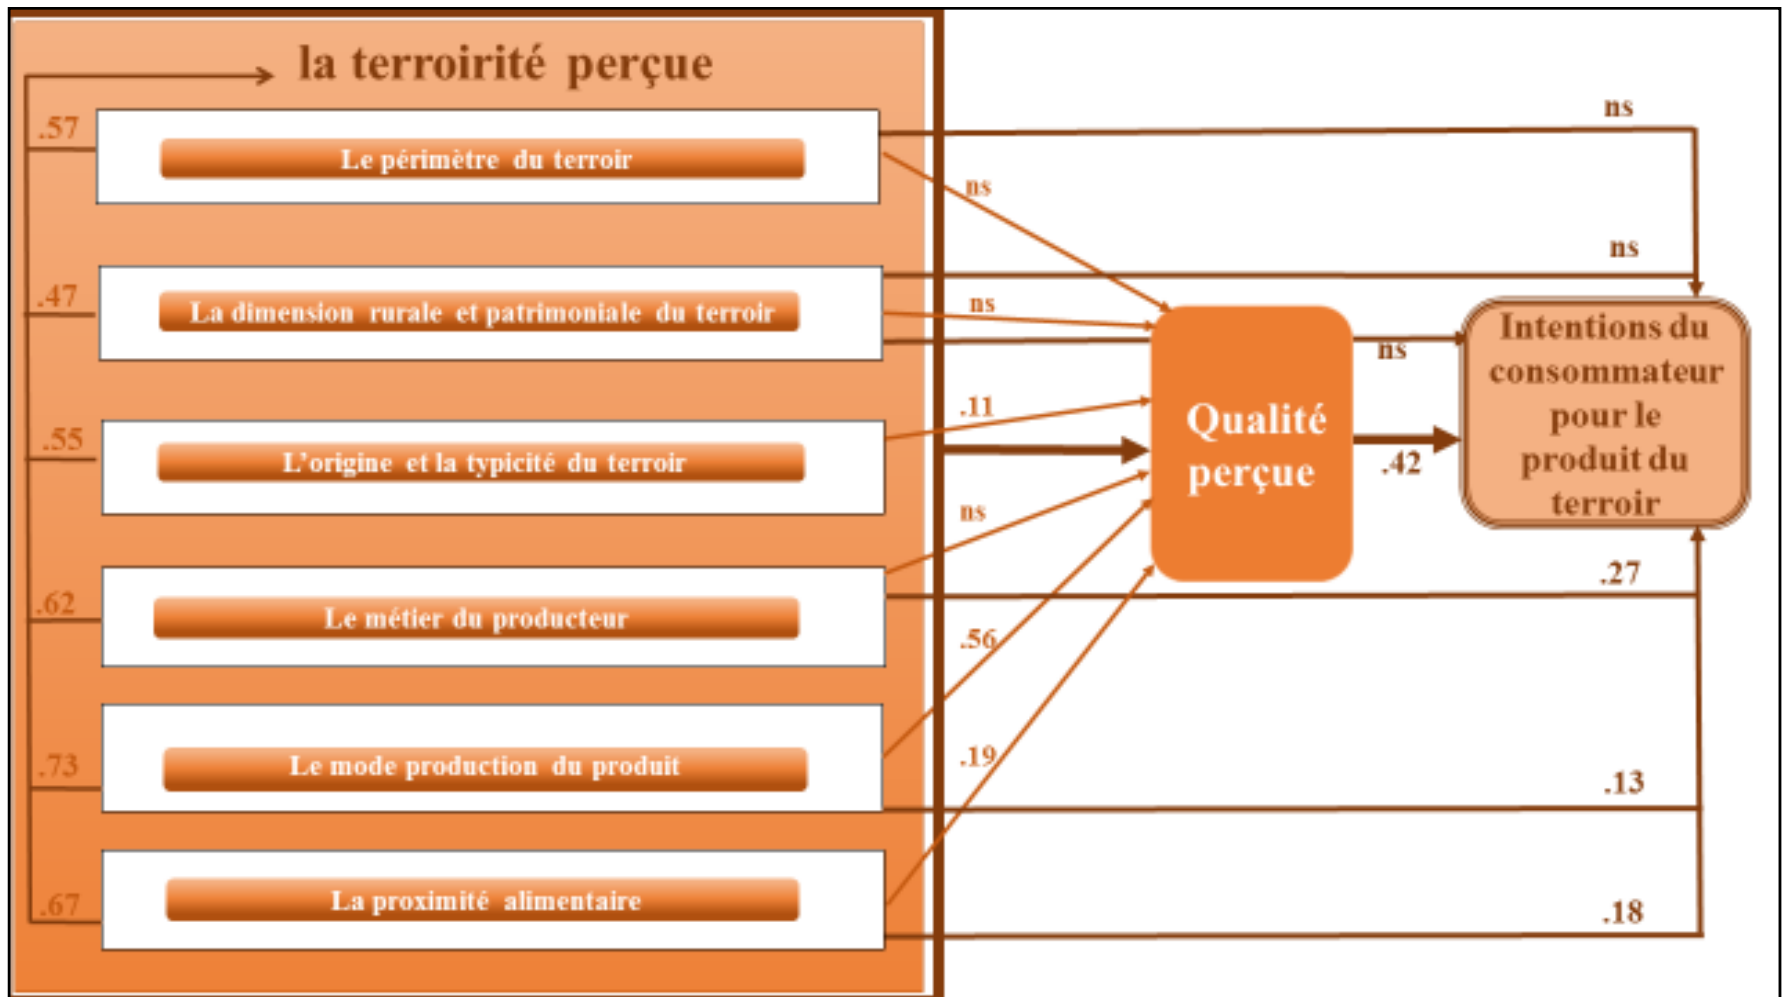 la terroirité perçue
.57
Le périmètre du terroir
ns
ns
.47
La dimension rurale et patrimoniale du terroir
ns
ns
ns
.55
L'origine et la typicité du terroir
.11
Qualité
perçue
.42
Intentions du
consommateur
pour le
produit du
terroir
.62
Le métier du producteur
ns
.27
.73
Le mode production du produit
.56
.13
.67
La proximité alimentaire
.19
.18